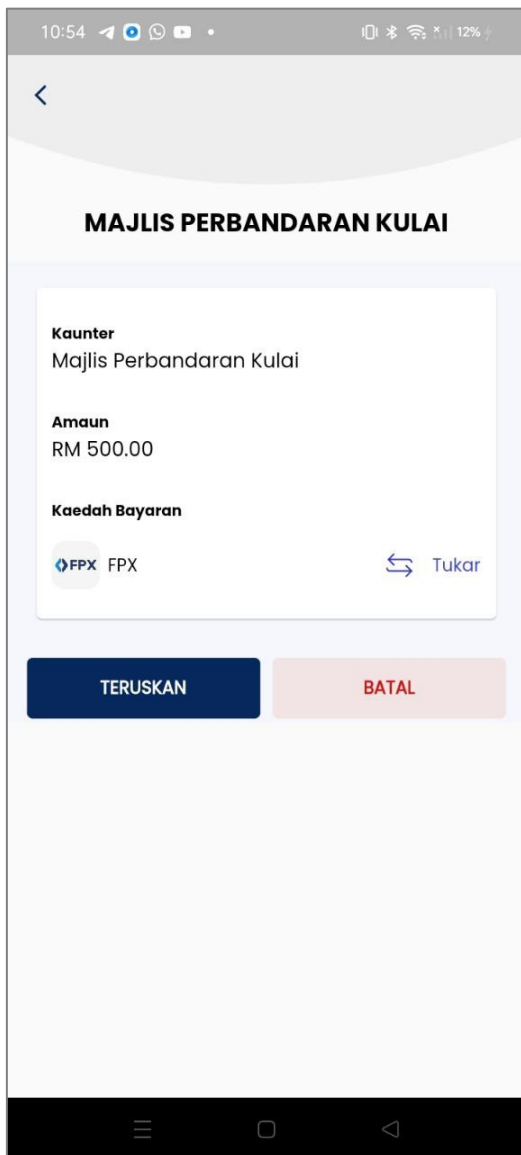 10:54
12%
MAJLIS PERBANDARAN KULAI
Kaunter
Majlis Perbandaran Kulai
Amaun
RM 500.00
Kaedah Bayaran
FPX FPX Tukar
TERUSKAN BATAL